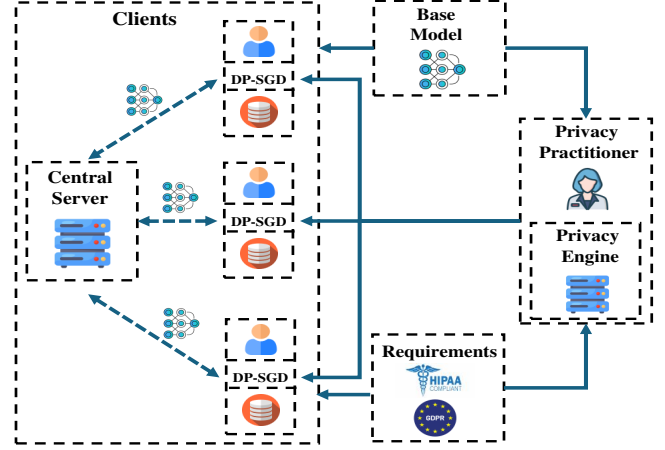 Clients
Base
Model
DP-SGD
Privacy
Practitioner
Central
Server
DP-SGD
Privacy
Engine
Requirements
HIPAA
COMPLIANT
DP-SGD
GDPR